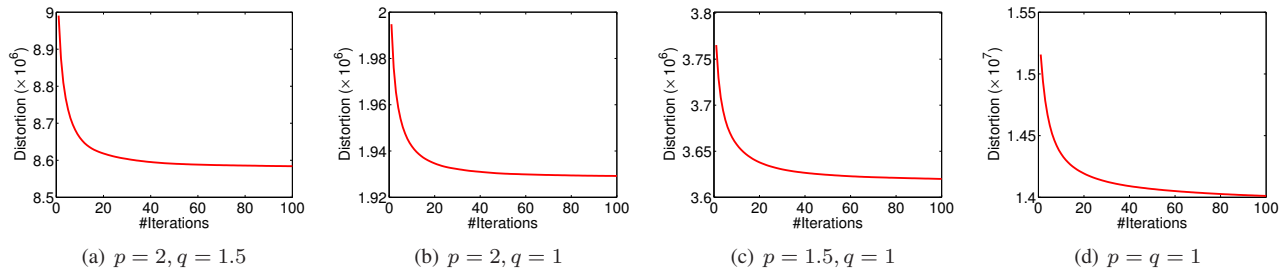 9
8.9
8.8
8.7
8.6
8.5
Distortion (× 10^6)
0 20 40 60 80 100
#Iterations
(a) p = 2, q = 1.5
2
1.98
1.96
1.94
1.92
Distortion (× 10^6)
0 20 40 60 80 100
#Iterations
(b) p = 2, q = 1
3.8
3.75
3.7
3.65
3.6
Distortion (× 10^6)
0 20 40 60 80 100
#Iterations
(c) p = 1.5, q = 1
1.55
1.5
1.45
1.4
Distortion (× 10^7)
0 20 40 60 80 100
#Iterations
(d) p = q = 1